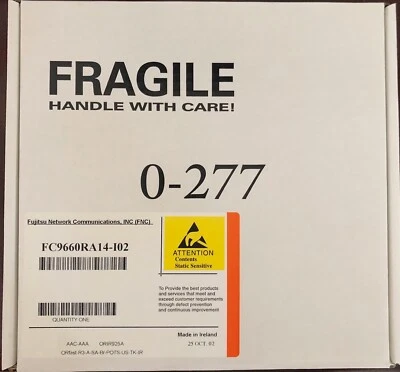 FRAGILE
HANDLE WITH CARE!
0-277
Fujitsu Network Communications, INC (FNC)
FC9660RA14-I02
ATTENTION
Contents
Static Sensitive
To Provide the best products
and services that meet and
exceed customer requirements
through defect prevention
and continuous improvement
QUANTITY ONE
Made in Ireland
AAC-AAA
25 OCT. 02